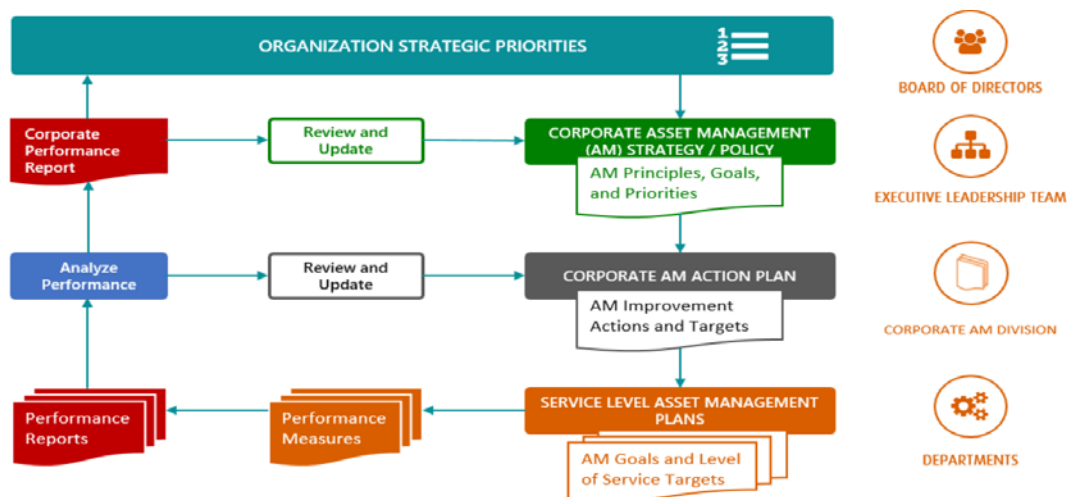 ORGANIZATION STRATEGIC PRIORITIES
1
2
3
BOARD OF DIRECTORS
Corporate
Performance
Report
Review and
Update
CORPORATE ASSET MANAGEMENT
(AM) STRATEGY / POLICY
AM Principles, Goals,
and Priorities
EXECUTIVE LEADERSHIP TEAM
Analyze
Performance
Review and
Update
CORPORATE AM ACTION PLAN
AM Improvement
Actions and Targets
CORPORATE AM DIVISION
Performance
Reports
Performance
Measures
SERVICE LEVEL ASSET MANAGEMENT
PLANS
AM Goals and Level
of Service Targets
DEPARTMENTS